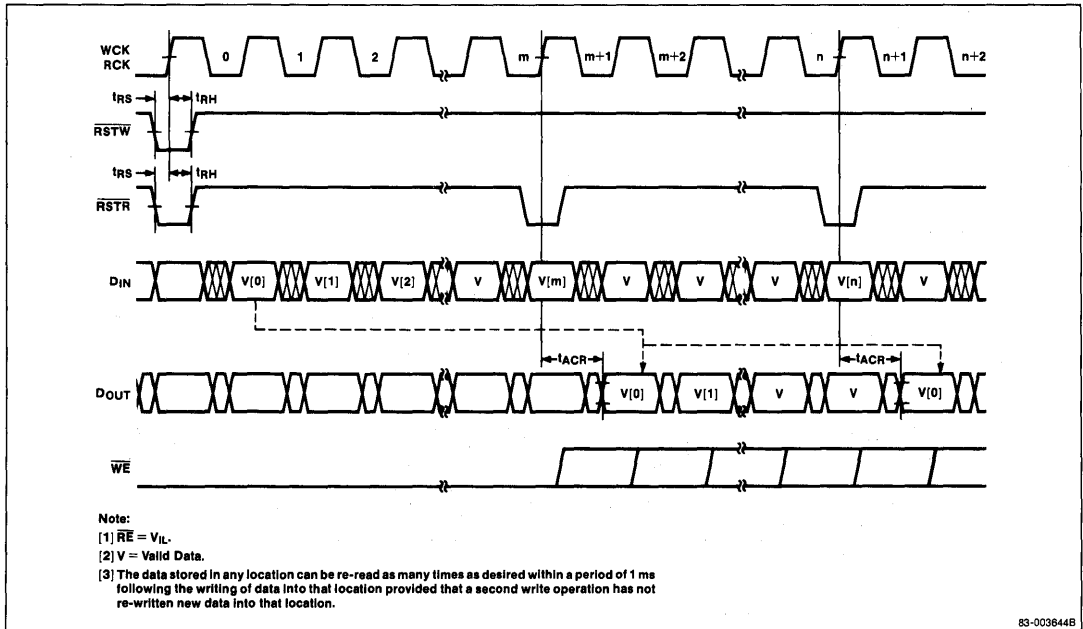 WCK
RCK
0 1 2 m m+1 m+2 n n+1 n+2
tRS tRH
RSTW
tRS tRH
RSTR
DIN V[0] V[1] V[2] V V[m] V V V V[n] V
tACR tACR
DOUT V[0] V[1] V V V[0]
WE
Note:
[1] RE = VIL.
[2] V = Valid Data.
[3] The data stored in any location can be re-read as many times as desired within a period of 1 ms
following the writing of data into that location provided that a second write operation has not
re-written new data into that location.
83-003644B